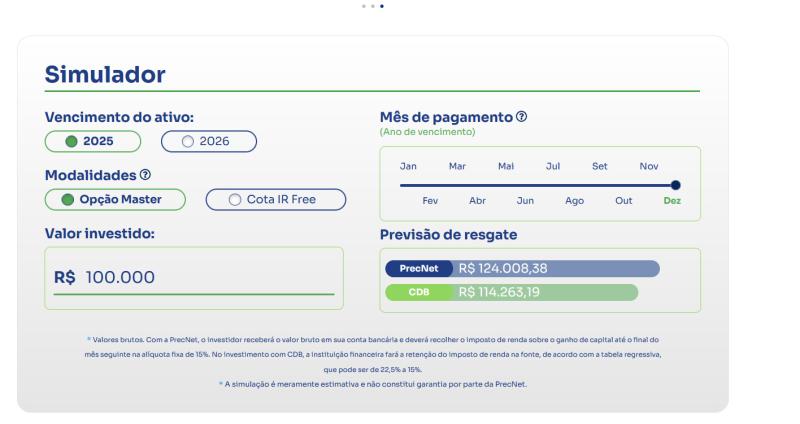 Simulador
Vencimento do ativo:
2025
2026
Modalidades ?
Opção Master
Cota IR Free
Valor investido:
R$ 100.000
Mês de pagamento ?
(Ano de vencimento)
Jan Mar Mai Jul Set Nov
Fev Abr Jun Ago Out Dez
Previsão de resgate
PrecNet R$ 124.008,38
CDB R$ 114.263,19
* Valores brutos. Com a PrecNet, o investidor receberá o valor bruto em sua conta bancária e deverá recolher o imposto de renda sobre o ganho de capital até o final do
mês seguinte na alíquota fixa de 15%. No investimento com CDB, a instituição financeira fará a retenção do imposto de renda na fonte, de acordo com a tabela regressiva,
que pode ser de 22,5% a 15%.
* A simulação é meramente estimativa e não constitui garantia por parte da PrecNet.